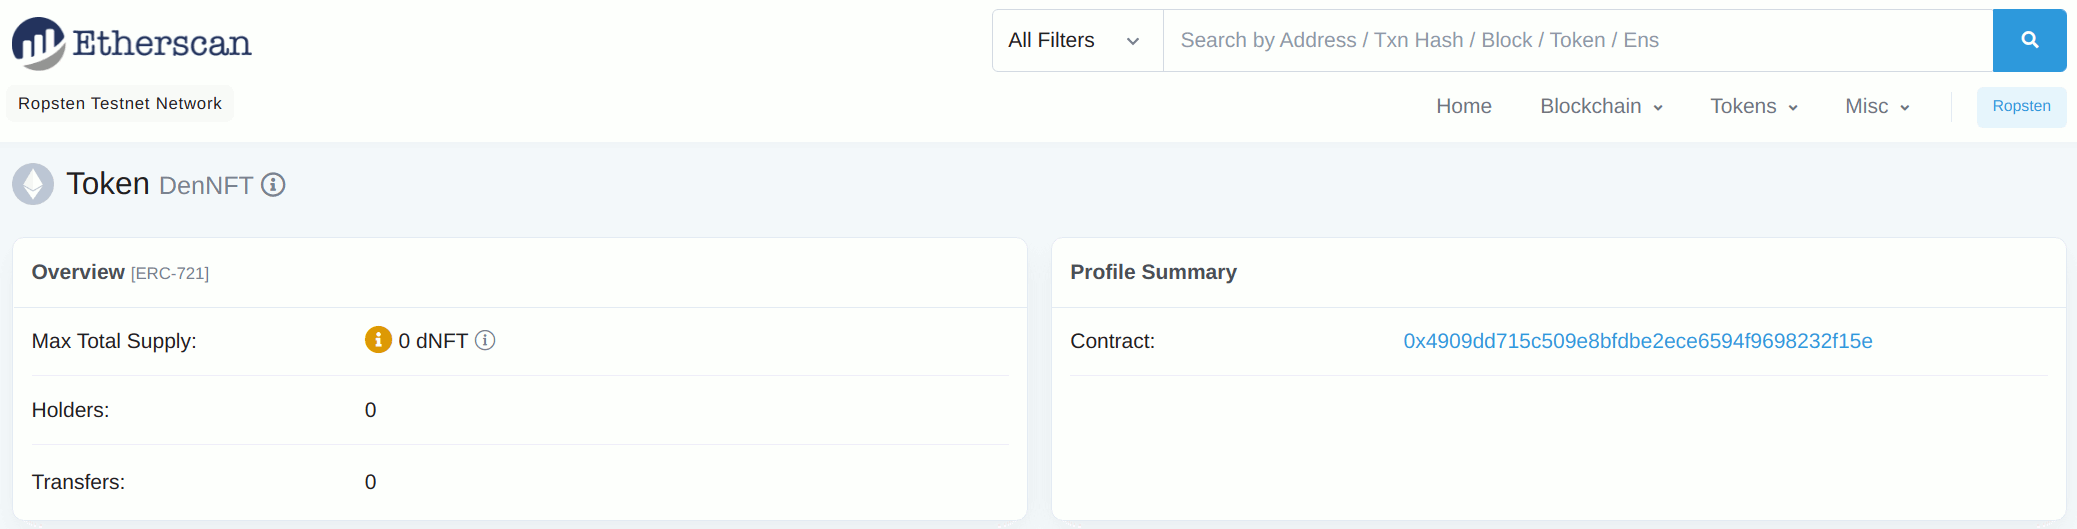 Etherscan
All Filters
Search by Address / Txn Hash / Block / Token / Ens
Ropsten Testnet Network
Home Blockchain Tokens Misc Ropsten
Token DenNFT
Overview [ERC-721]
Max Total Supply: 0 dNFT
Holders: 0
Transfers: 0
Profile Summary
Contract: 0x4909dd715c509e8bfdbe2ece6594f9698232f15e